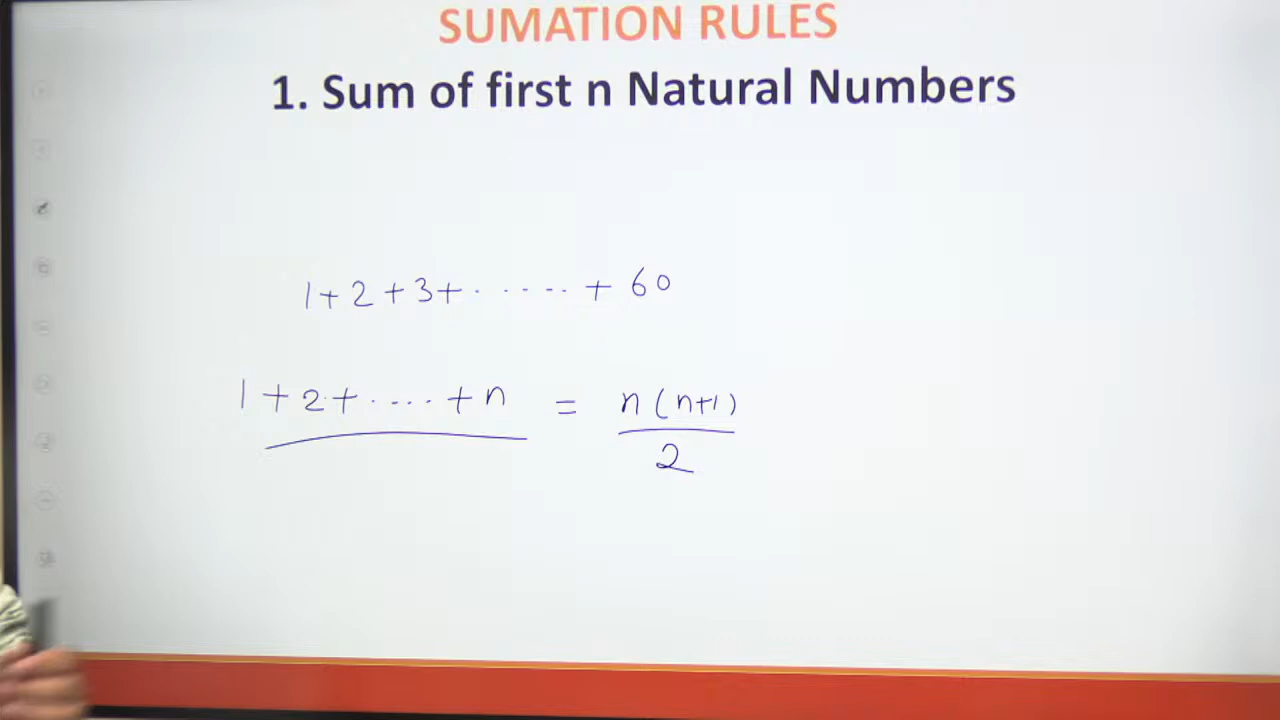 SUMATION RULES
1. Sum of first n Natural Numbers
1+2+3+ ..... + 60
1+2+ ....+n = n(n+1)
2